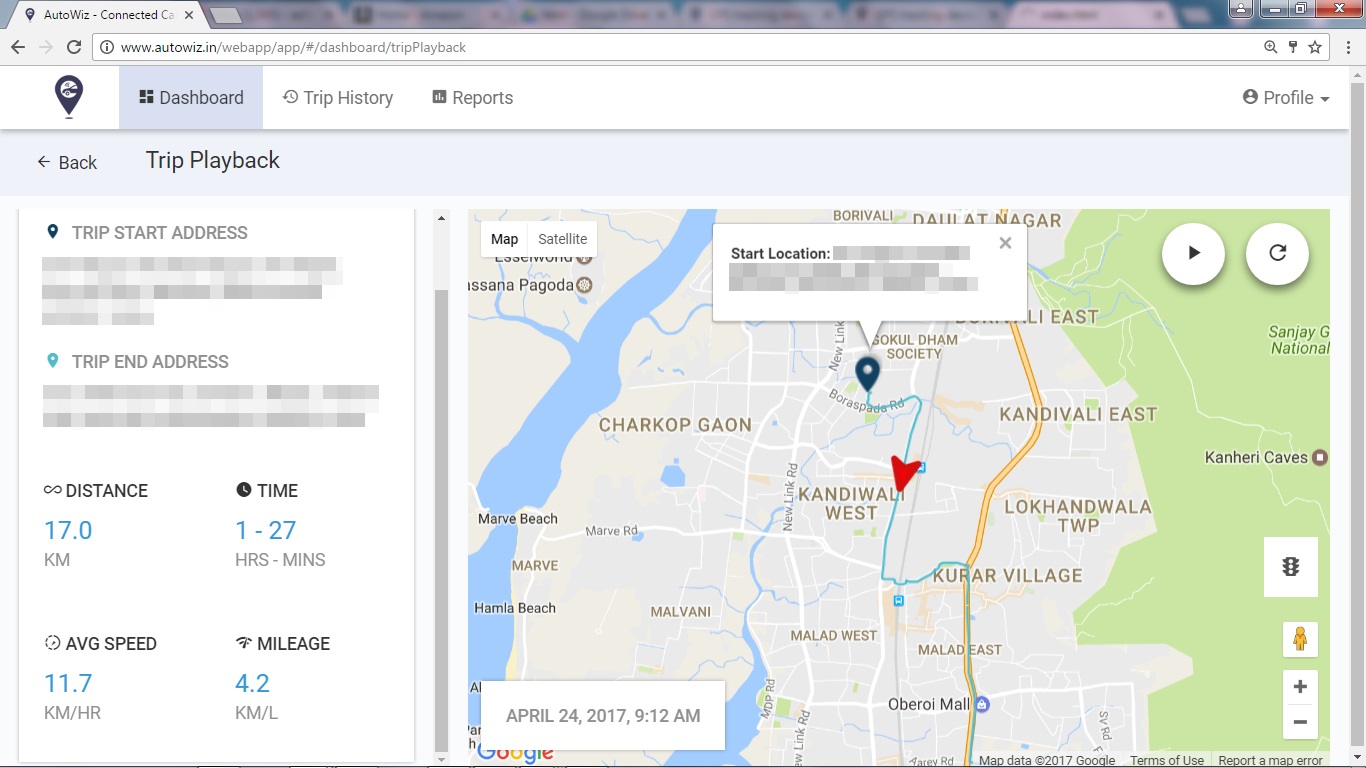 AutoWiz - Connected Ca
www.autowiz.in/webapp/app/#/dashboard/tripPlayback
Dashboard
Trip History
Reports
Profile
Back
Trip Playback
TRIP START ADDRESS
TRIP END ADDRESS
DISTANCE
TIME
17.0
1 - 27
KM
HRS - MINS
AVG SPEED
MILEAGE
11.7
4.2
KM/HR
KM/L
Map
Satellite
BORIVALI
DAULAT NAGAR
Start Location:
Esselworld
assana Pagoda
BORIVALI EAST
Sanjay G
National
New Link
GOKUL DHAM
SOCIETY
Boraspada Rd
CHARKOP GAON
KANDIVALI EAST
Kanheri Caves
New Link Rd
KANDIWALI
WEST
LOKHANDWALA
TWP
Marve Beach
Marve Rd
MARVE
KURAR VILLAGE
Hamla Beach
MALVANI
MALAD WEST
MALAD EAST
Oberoi Mall
MDP Rd
New Link Rd
SV Rd
APRIL 24, 2017, 9:12 AM
Google
Aarey Rd
Map data ©2017 Google
Terms of Use
Report a map error